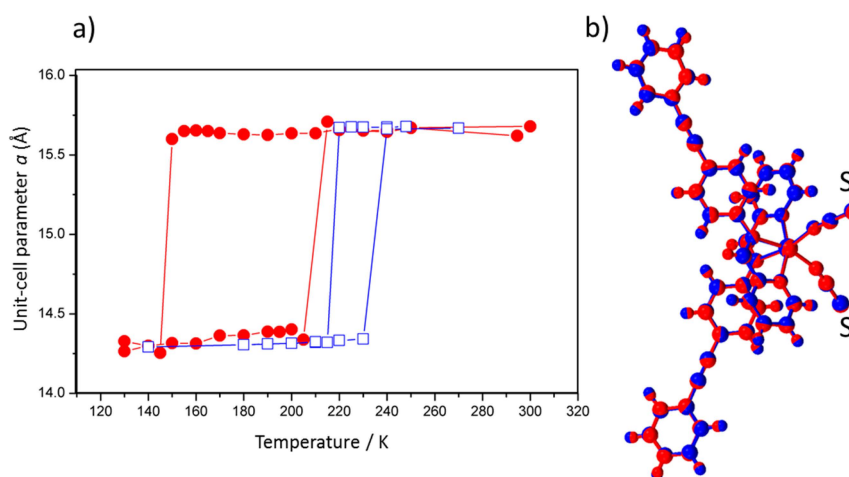 a)
b)
16.0
15.5
15.0
14.5
14.0
Unit-cell parameter a (Å)
120 140 160 180 200 220 240 260 280 300 320
Temperature / K
S
S